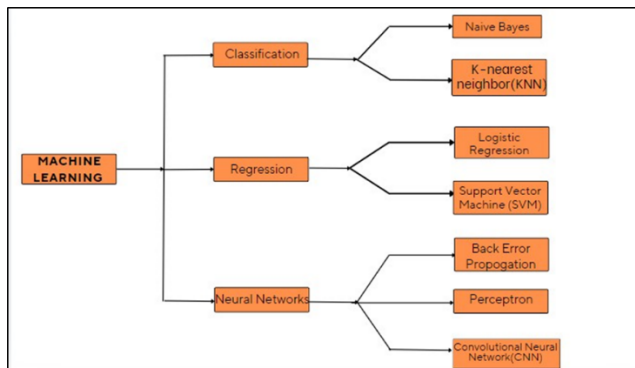 Naive Bayes
Classification
K-nearest
neighbor(KNN)
Logistic
Regression
MACHINE
LEARNING
Regression
Support Vector
Machine (SVM)
Back Error
Propogation
Neural Networks
Perceptron
Convolutional Neural
Network(CNN)